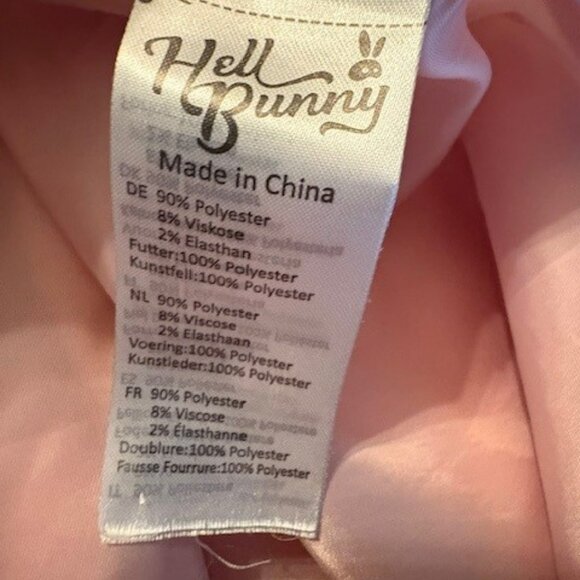 Hell
Bunny
Made in China
DE 90% Polyester
8% Viskose
2% Elasthan
Futter:100% Polyester
Kunstfell:100% Polyester
NL 90% Polyester
8% Viscose
2% Elasthaan
Voering:100% Polyester
Kunstleder:100% Polyester
FR 90% Polyester
8% Viscose
2% Élasthanne
Doublure:100% Polyester
Fausse Fourrure:100% Polyester